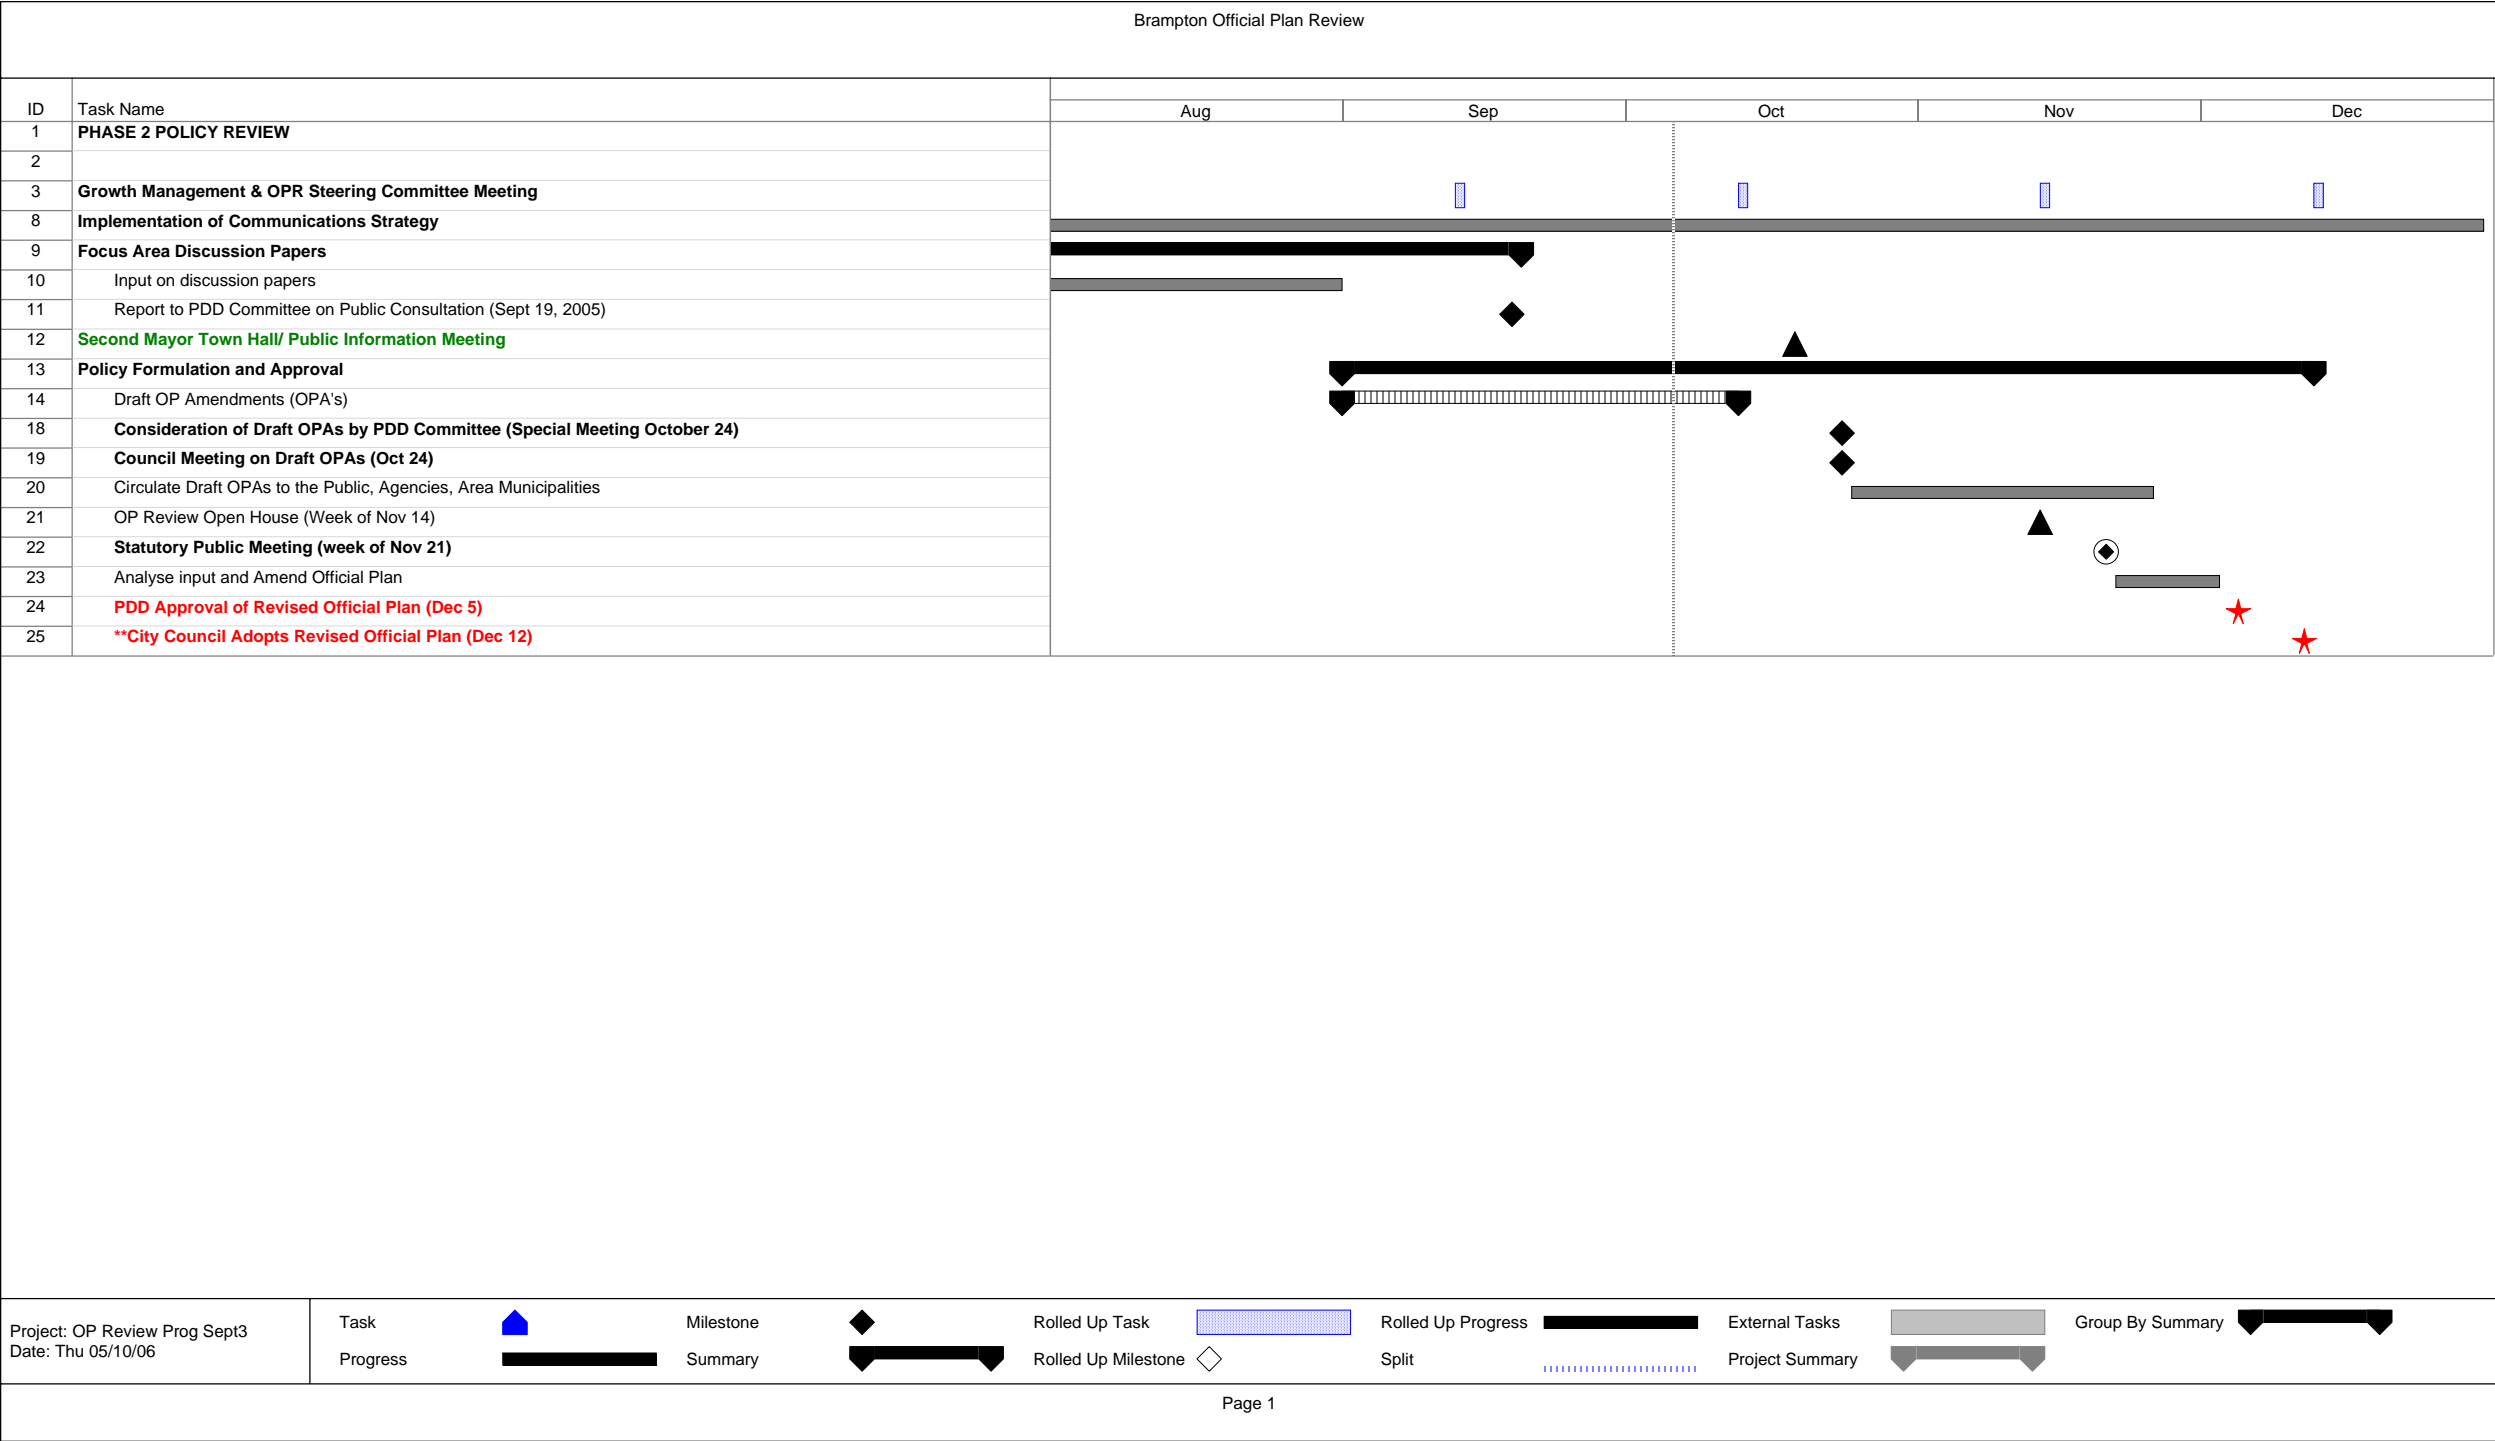 Brampton Official Plan Review
ID Task Name
Aug Sep Oct Nov Dec
1 PHASE 2 POLICY REVIEW
2
3 Growth Management & OPR Steering Committee Meeting
8 Implementation of Communications Strategy
9 Focus Area Discussion Papers
10 Input on discussion papers
11 Report to PDD Committee on Public Consultation (Sept 19, 2005)
12 Second Mayor Town Hall/ Public Information Meeting
13 Policy Formulation and Approval
14 Draft OP Amendments (OPA's)
18 Consideration of Draft OPAs by PDD Committee (Special Meeting October 24)
19 Council Meeting on Draft OPAs (Oct 24)
20 Circulate Draft OPAs to the Public, Agencies, Area Municipalities
21 OP Review Open House (Week of Nov 14)
22 Statutory Public Meeting (week of Nov 21)
23 Analyse input and Amend Official Plan
24 PDD Approval of Revised Official Plan (Dec 5)
25 **City Council Adopts Revised Official Plan (Dec 12)
Project: OP Review Prog Sept3
Date: Thu 05/10/06
Task Milestone Rolled Up Task Rolled Up Progress External Tasks Group By Summary
Progress Summary Rolled Up Milestone Split Project Summary
Page 1